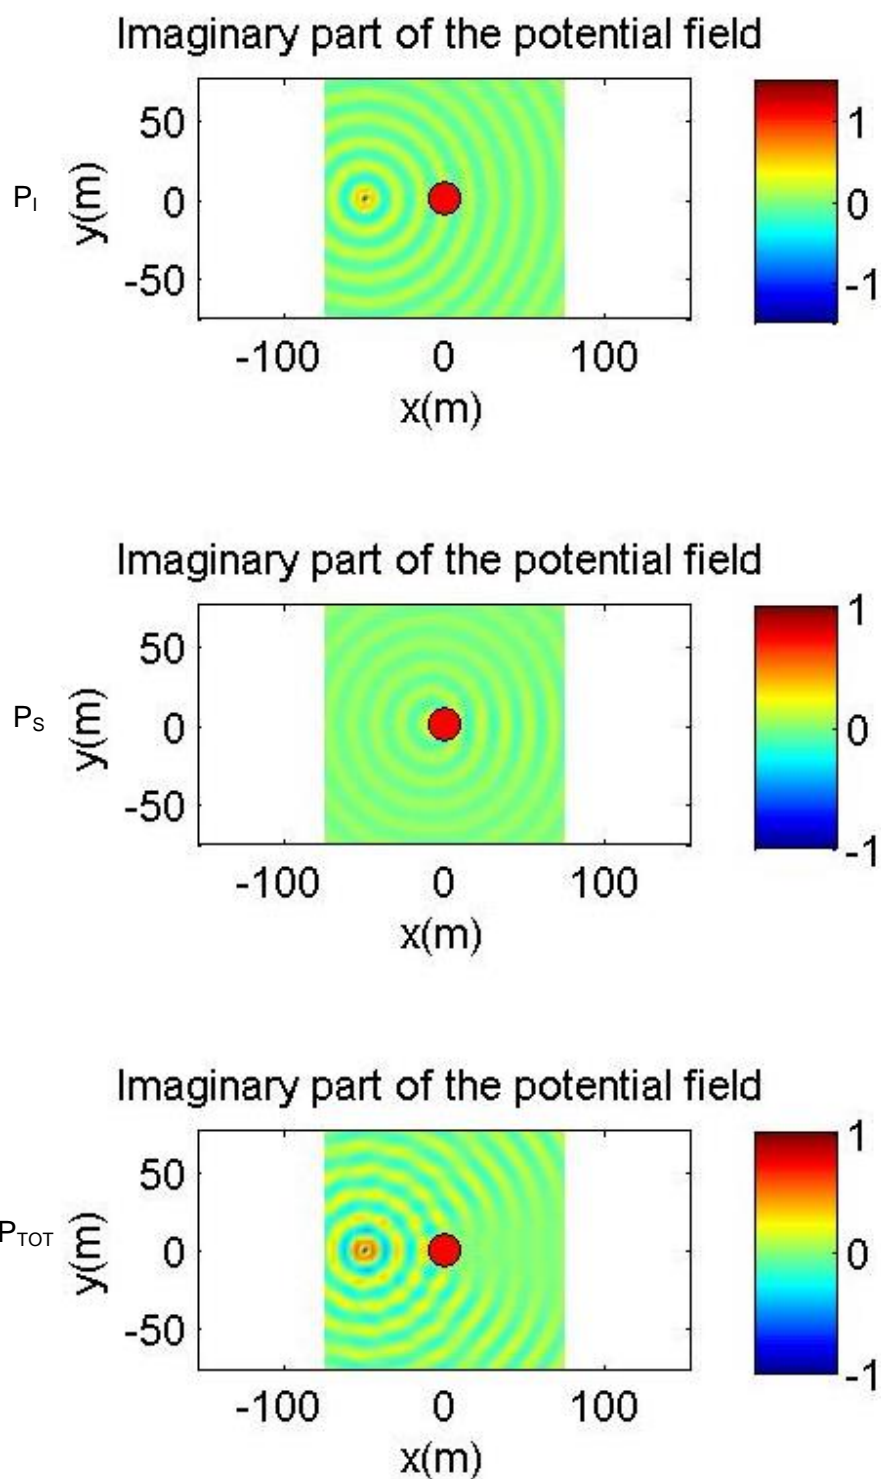 Imaginary part of the potential field
P_I
y(m)
50
0
-50
-100 0 100
x(m)
1
0
-1
Imaginary part of the potential field
P_S
y(m)
50
0
-50
-100 0 100
x(m)
1
0
-1
Imaginary part of the potential field
P_TOT
y(m)
50
0
-50
-100 0 100
x(m)
1
0
-1